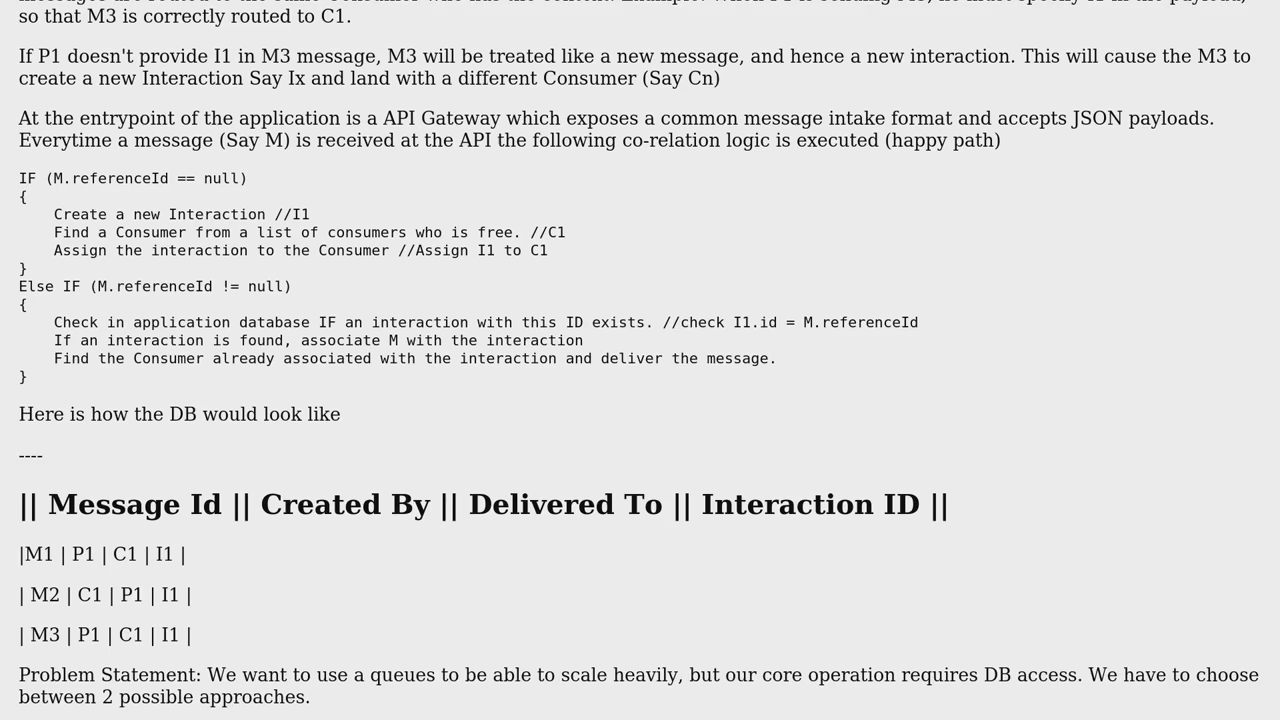 so that M3 is correctly routed to C1.
If P1 doesn't provide I1 in M3 message, M3 will be treated like a new message, and hence a new interaction. This will cause the M3 to
create a new Interaction Say Ix and land with a different Consumer (Say Cn)
At the entrypoint of the application is a API Gateway which exposes a common message intake format and accepts JSON payloads.
Everytime a message (Say M) is received at the API the following co-relation logic is executed (happy path)
IF (M.referenceId == null)
{
    Create a new Interaction //I1
    Find a Consumer from a list of consumers who is free. //C1
    Assign the interaction to the Consumer //Assign I1 to C1
}
Else IF (M.referenceId != null)
{
    Check in application database IF an interaction with this ID exists. //check I1.id = M.referenceId
    If an interaction is found, associate M with the interaction
    Find the Consumer already associated with the interaction and deliver the message.
}
Here is how the DB would look like
----
|| Message Id || Created By || Delivered To || Interaction ID ||
|M1 | P1 | C1 | I1 |
| M2 | C1 | P1 | I1 |
| M3 | P1 | C1 | I1 |
Problem Statement: We want to use a queues to be able to scale heavily, but our core operation requires DB access. We have to choose
between 2 possible approaches.